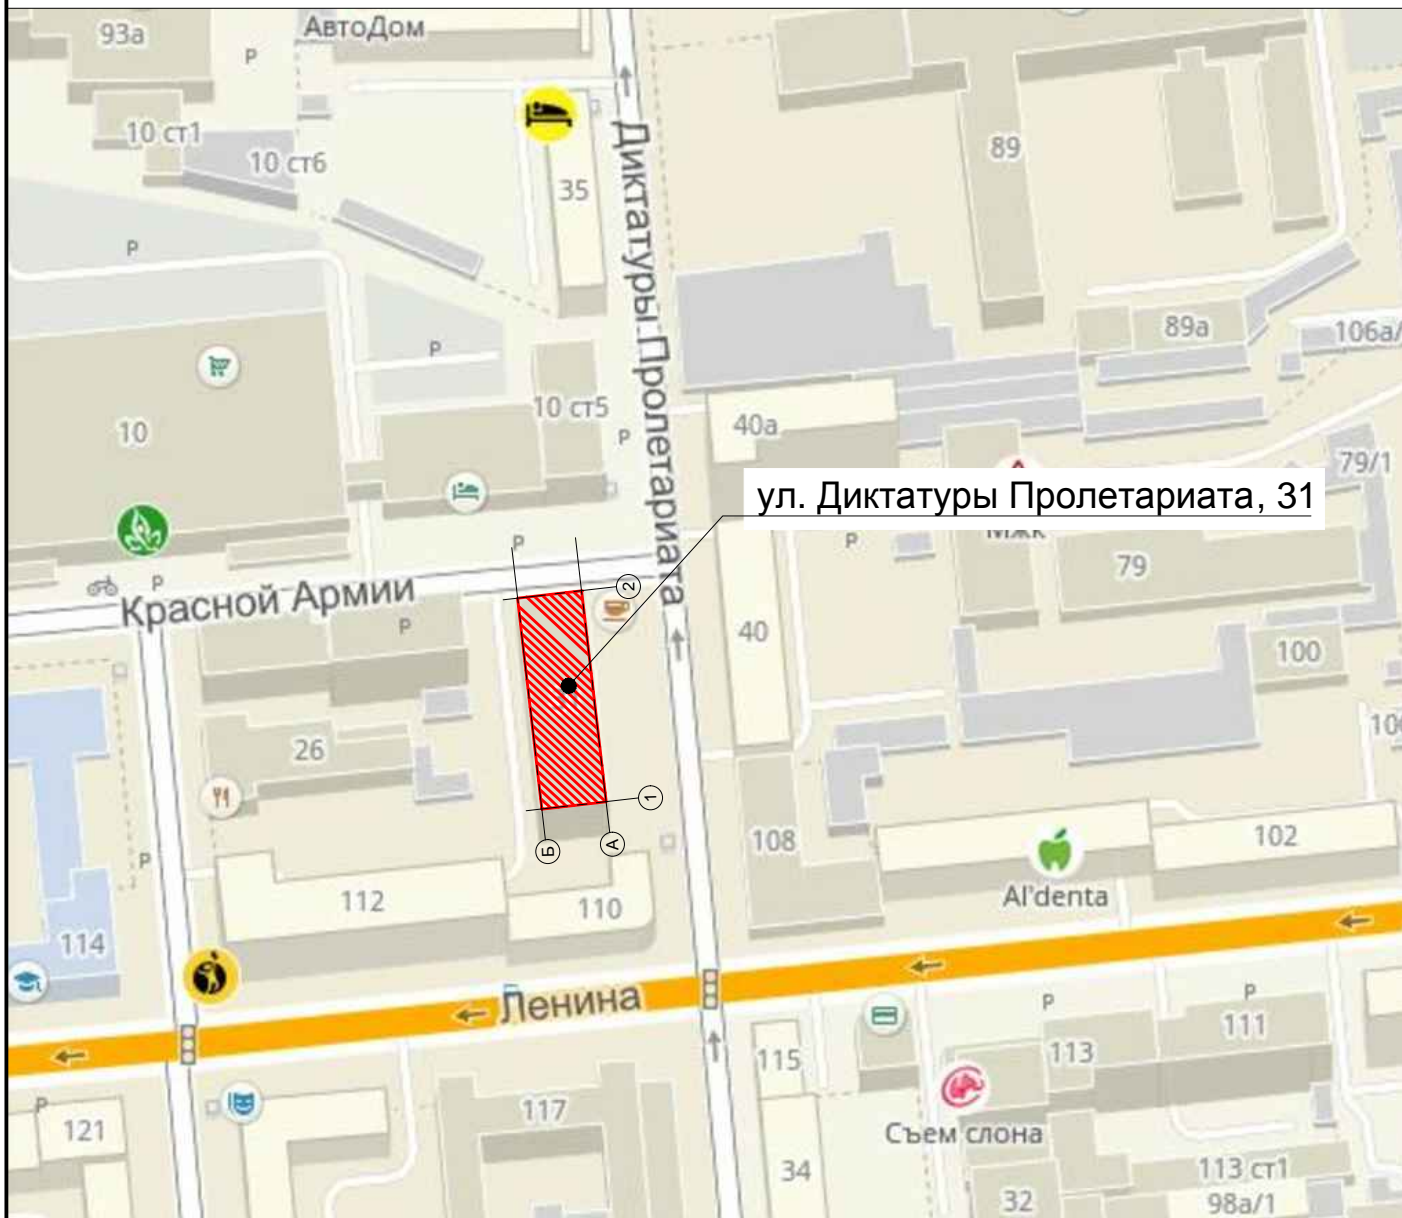 93а
АвтоДом
P
10 ст1
10 ст6
35
89
Диктатуры Пролетариата
P
89а
106а/
P
10
10 ст5
P
40а
79/1
ул. Диктатуры Пролетариата, 31
P
P
Мжк
79
P
Красной Армии
2
P
40
100
26
1
Б
А
P
108
102
Al'denta
112
110
114
Ленина
P
P
111
115
113
P
121
117
Съем слона
34
113 ст1
32
98а/1